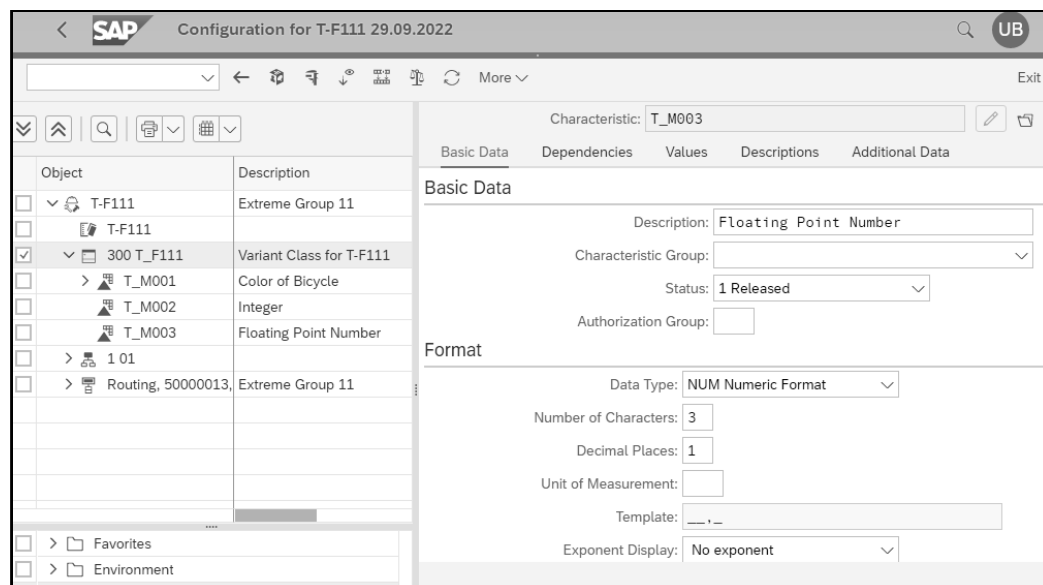 SAP Configuration for T-F111 29.09.2022 UB
More Exit
Object Description
T-F111 Extreme Group 11
T-F111
300 T_F111 Variant Class for T-F111
T_M001 Color of Bicycle
T_M002 Integer
T_M003 Floating Point Number
1 01
Routing, 50000013, Extreme Group 11
Favorites
Environment
Characteristic: T_M003
Basic Data Dependencies Values Descriptions Additional Data
Basic Data
Description: Floating Point Number
Characteristic Group:
Status: 1 Released
Authorization Group:
Format
Data Type: NUM Numeric Format
Number of Characters: 3
Decimal Places: 1
Unit of Measurement:
Template: __,_
Exponent Display: No exponent